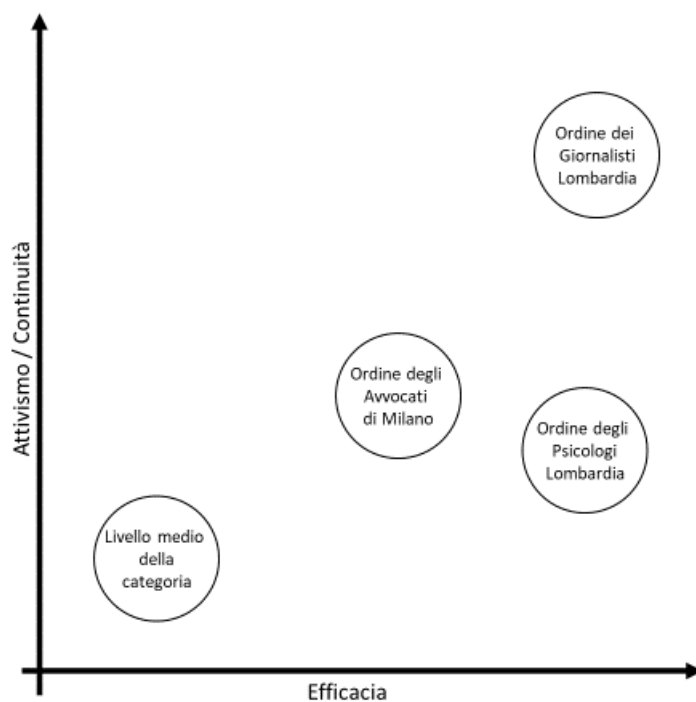 Ordine dei
Giornalisti
Lombardia
Attivismo / Continuità
Ordine degli
Avvocati
di Milano
Ordine degli
Psicologi
Lombardia
Livello medio
della
categoria
Efficacia